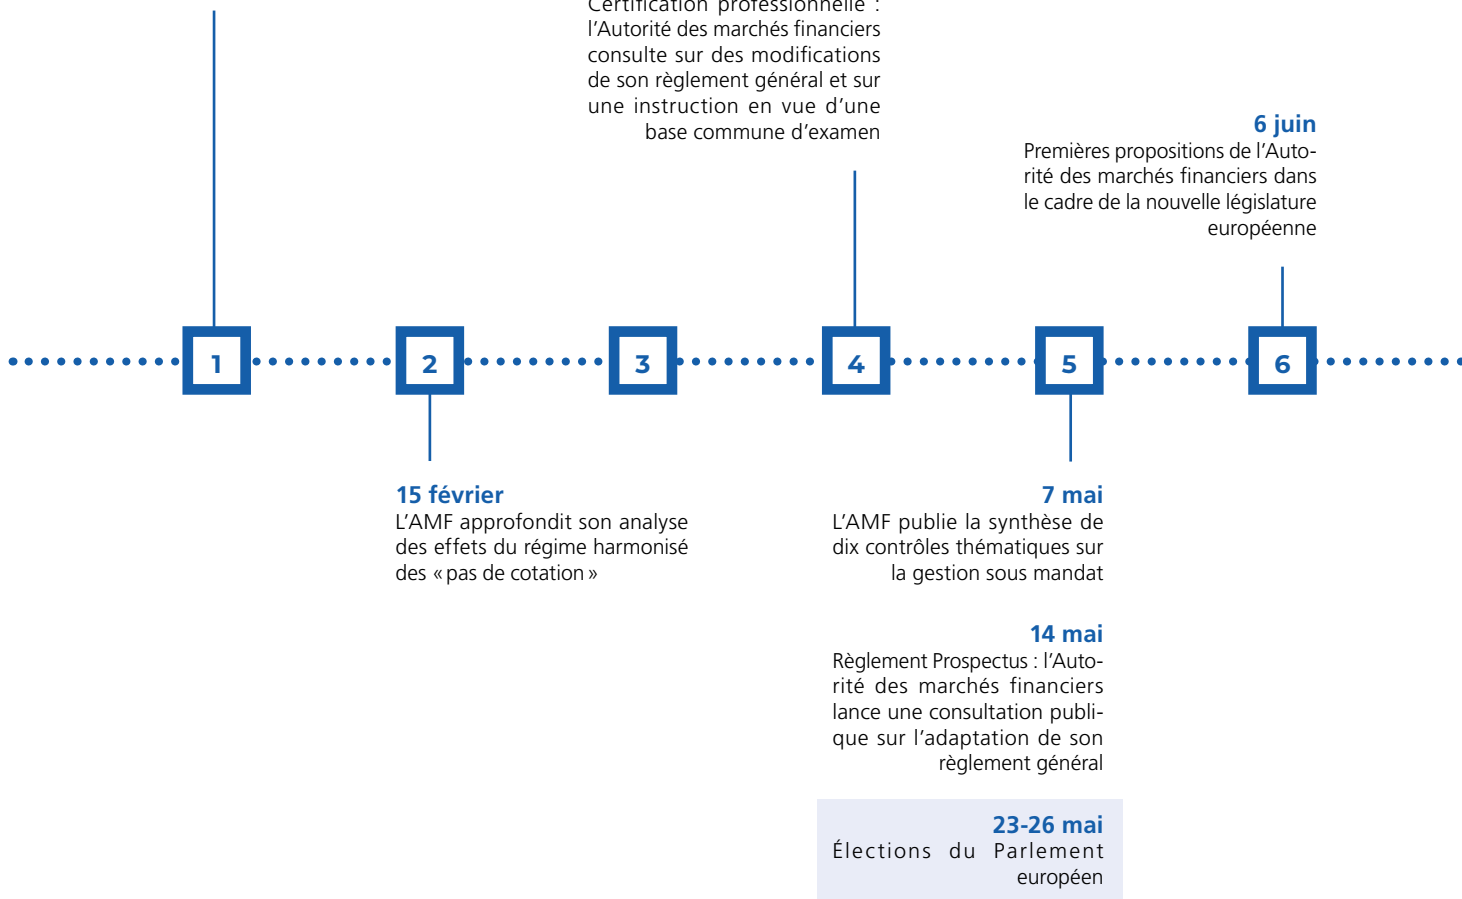 Certification professionnelle :
l’Autorité des marchés financiers
consulte sur des modifications
de son règlement général et sur
une instruction en vue d’une
base commune d’examen
6 juin
Premières propositions de l’Auto-
rité des marchés financiers dans
le cadre de la nouvelle législature
européenne
1
2
3
4
5
6
15 février
L’AMF approfondit son analyse
des effets du régime harmonisé
des « pas de cotation »
7 mai
L’AMF publie la synthèse de
dix contrôles thématiques sur
la gestion sous mandat
14 mai
Règlement Prospectus : l’Auto-
rité des marchés financiers
lance une consultation publi-
que sur l’adaptation de son
règlement général
23-26 mai
Élections du Parlement
européen